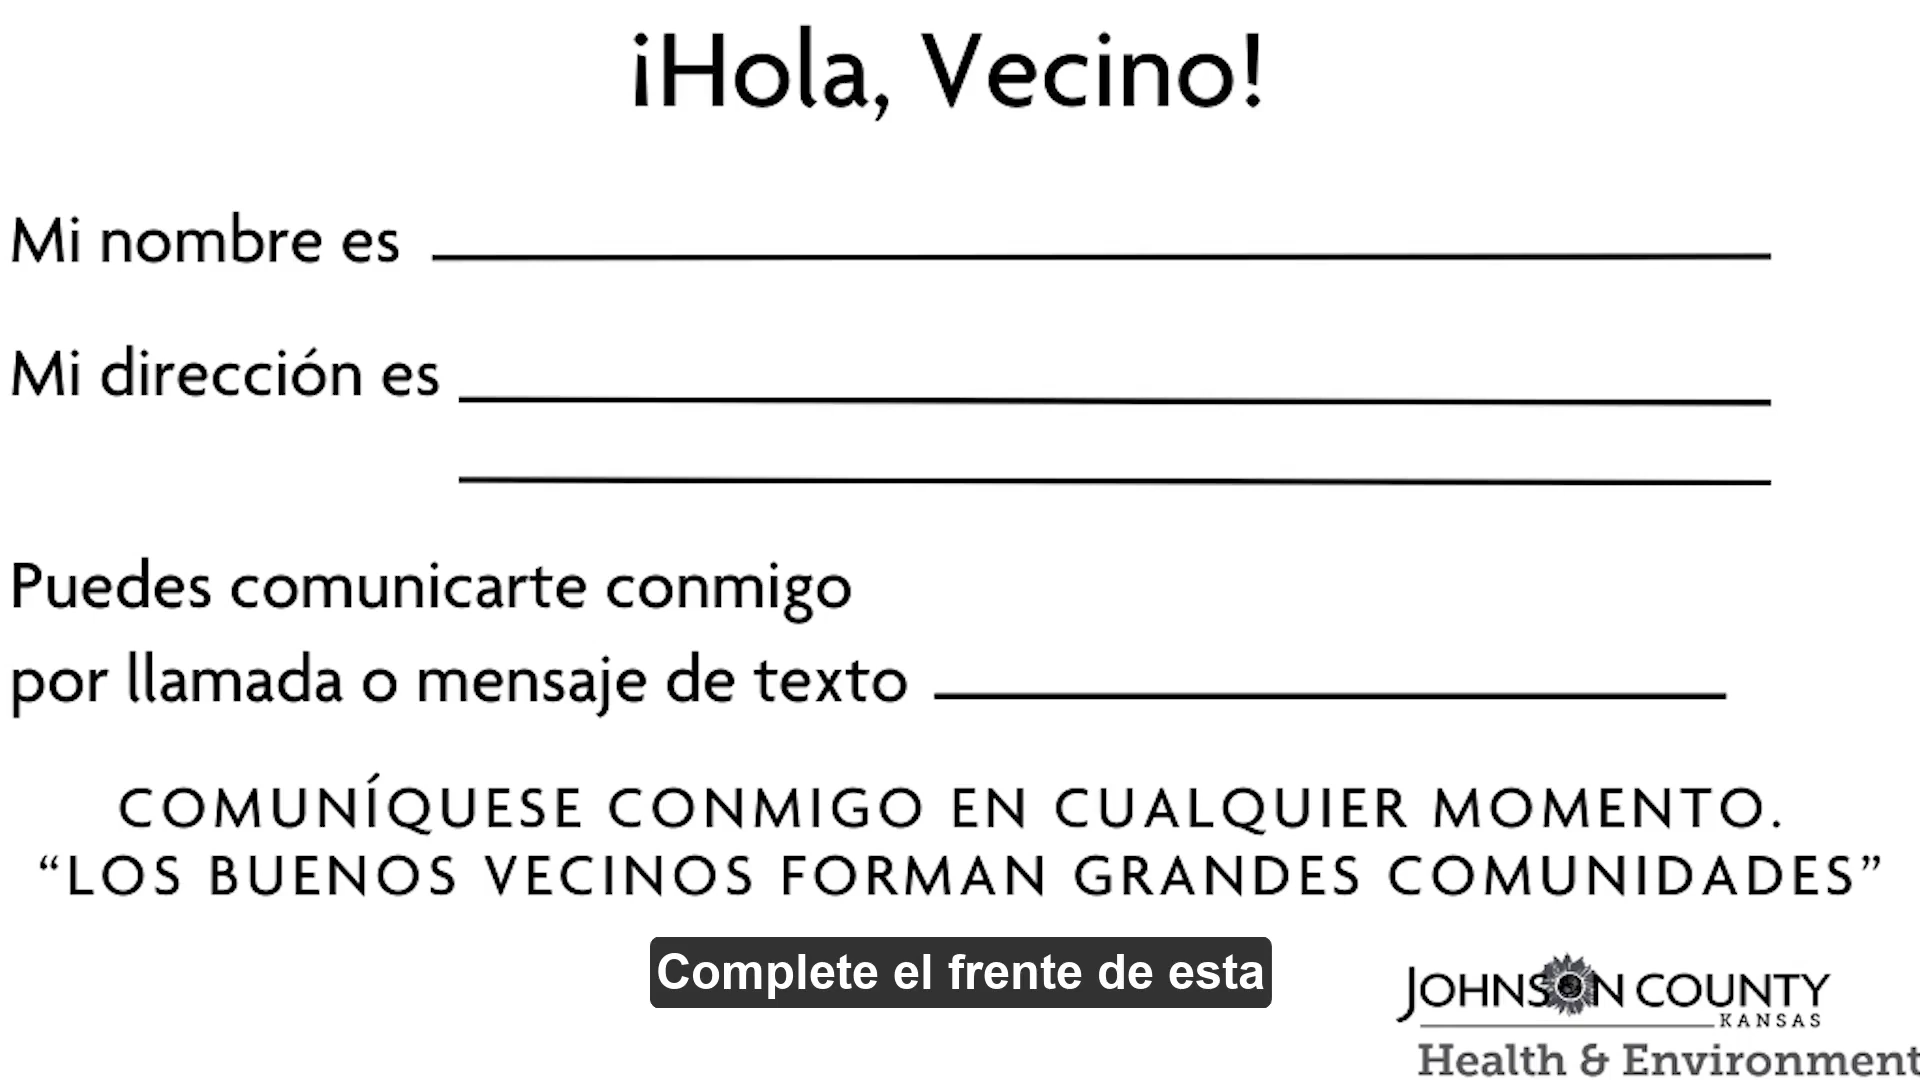 ¡Hola, Vecino!
Mi nombre es
Mi dirección es
Puedes comunicarte conmigo
por llamada o mensaje de texto
COMUNÍQUESE CONMIGO EN CUALQUIER MOMENTO.
“LOS BUENOS VECINOS FORMAN GRANDES COMUNIDADES”
Complete el frente de esta
JOHNSON COUNTY
KANSAS
Health & Environment